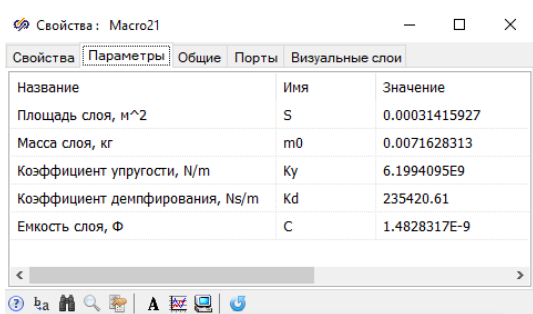 Свойства: Macro21
Свойства Параметры Общие Порты Визуальные слои
Название Имя Значение
Площадь слоя, м^2 S 0.00031415927
Масса слоя, кг m0 0.0071628313
Коэффициент упругости, N/m Ky 6.1994095E9
Коэффициент демпфирования, Ns/m Kd 235420.61
Емкость слоя, Ф C 1.4828317E-9